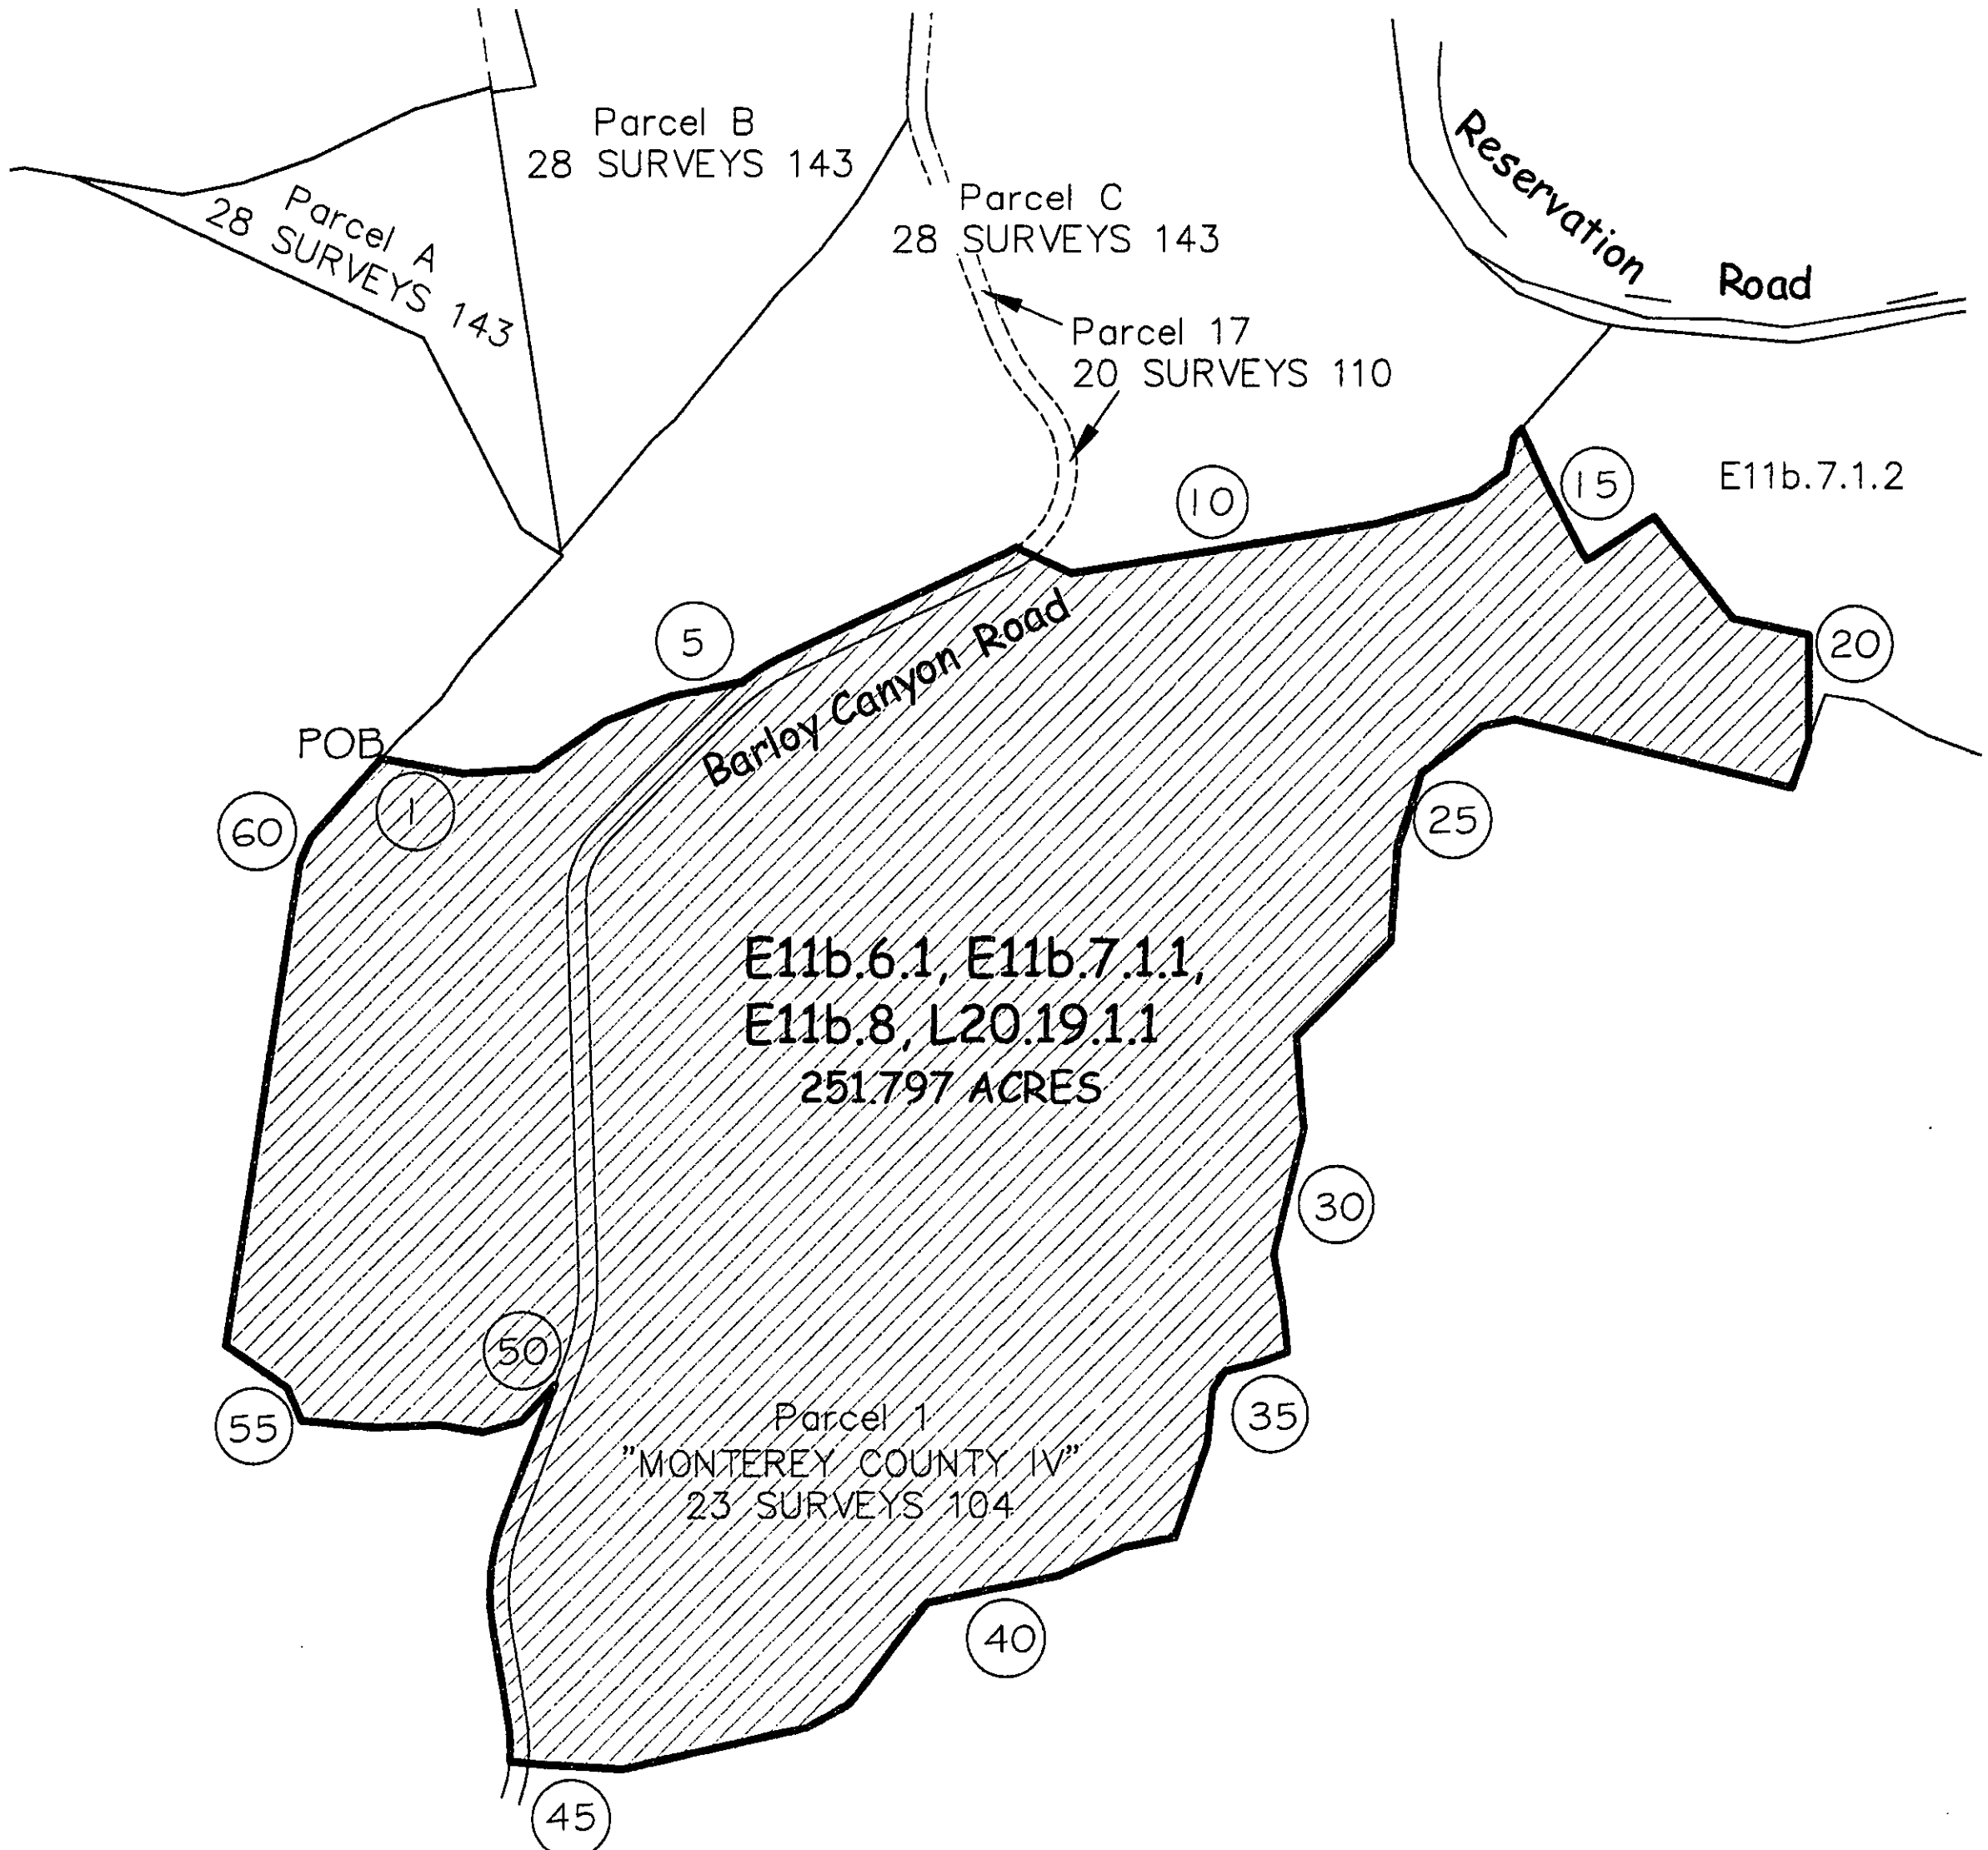 Parcel B
28 SURVEYS 143
Parcel A
28 SURVEYS 143
Parcel C
28 SURVEYS 143
Reservation Road
Parcel 17
20 SURVEYS 110
E11b.7.1.2
10
15
5
20
POB
1
60
Barloy Canyon Road
25
E11b.6.1, E11b.7.1.1,
E11b.8, L20.19.1.1
251.797 ACRES
30
50
55
35
Parcel 1
"MONTEREY COUNTY IV"
23 SURVEYS 104
40
45